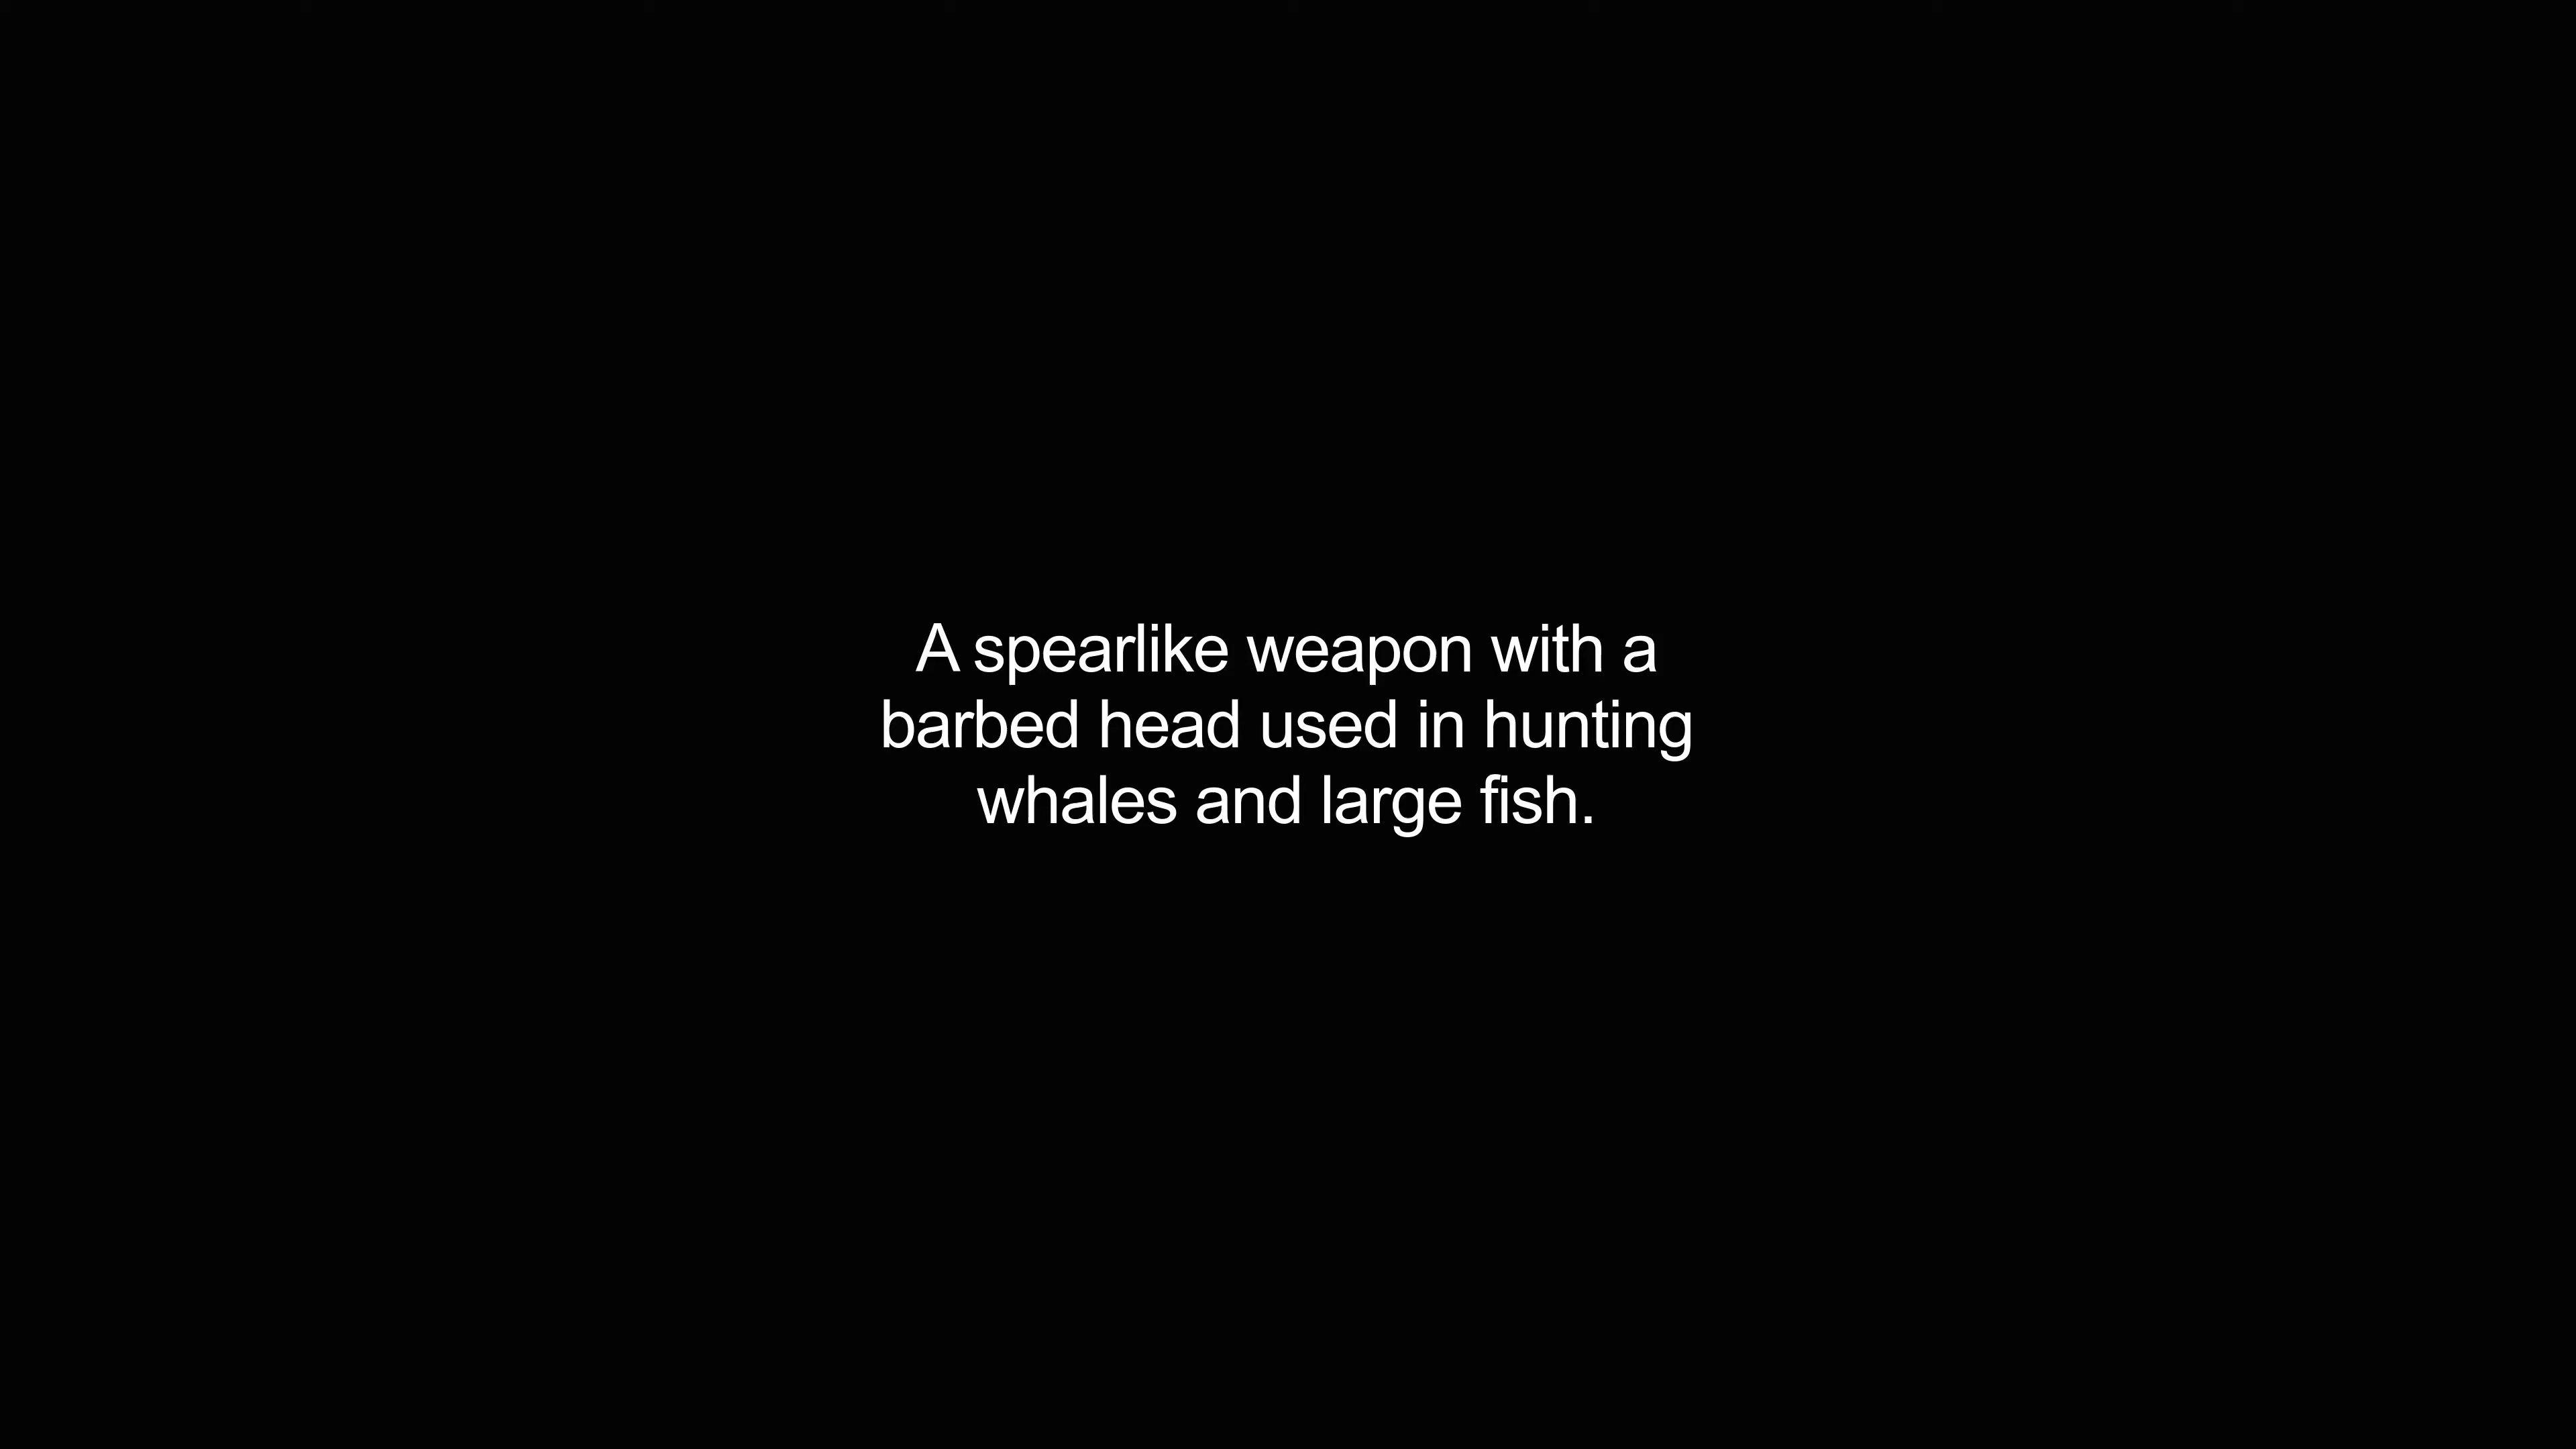 A spearlike weapon with a
barbed head used in hunting
whales and large fish.